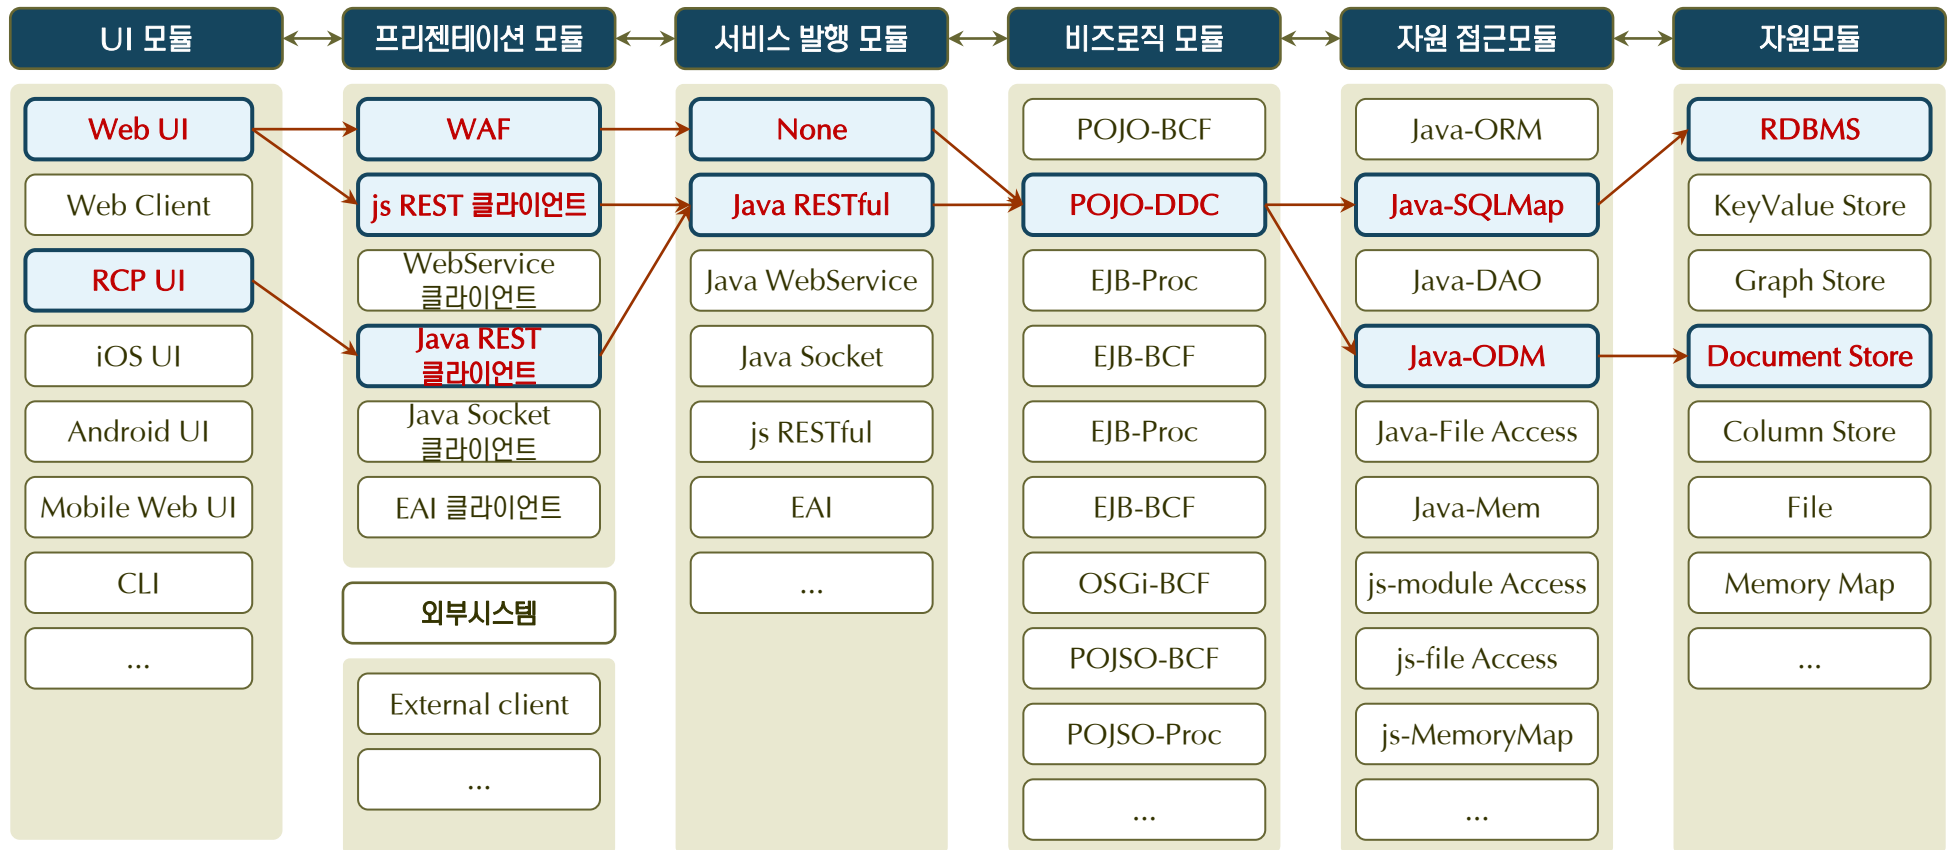 UI 모듈
프리젠테이션 모듈
서비스 발행 모듈
비즈로직 모듈
자원 접근모듈
자원모듈
Web UI
Web Client
RCP UI
iOS UI
Android UI
Mobile Web UI
CLI
...
WAF
js REST 클라이언트
WebService
클라이언트
Java REST
클라이언트
Java Socket
클라이언트
EAI 클라이언트
외부시스템
External client
...
None
Java RESTful
Java WebService
Java Socket
js RESTful
EAI
...
POJO-BCF
POJO-DDC
EJB-Proc
EJB-BCF
EJB-Proc
EJB-BCF
OSGi-BCF
POJSO-BCF
POJSO-Proc
...
Java-ORM
Java-SQLMap
Java-DAO
Java-ODM
Java-File Access
Java-Mem
js-module Access
js-file Access
js-MemoryMap
...
RDBMS
KeyValue Store
Graph Store
Document Store
Column Store
File
Memory Map
...